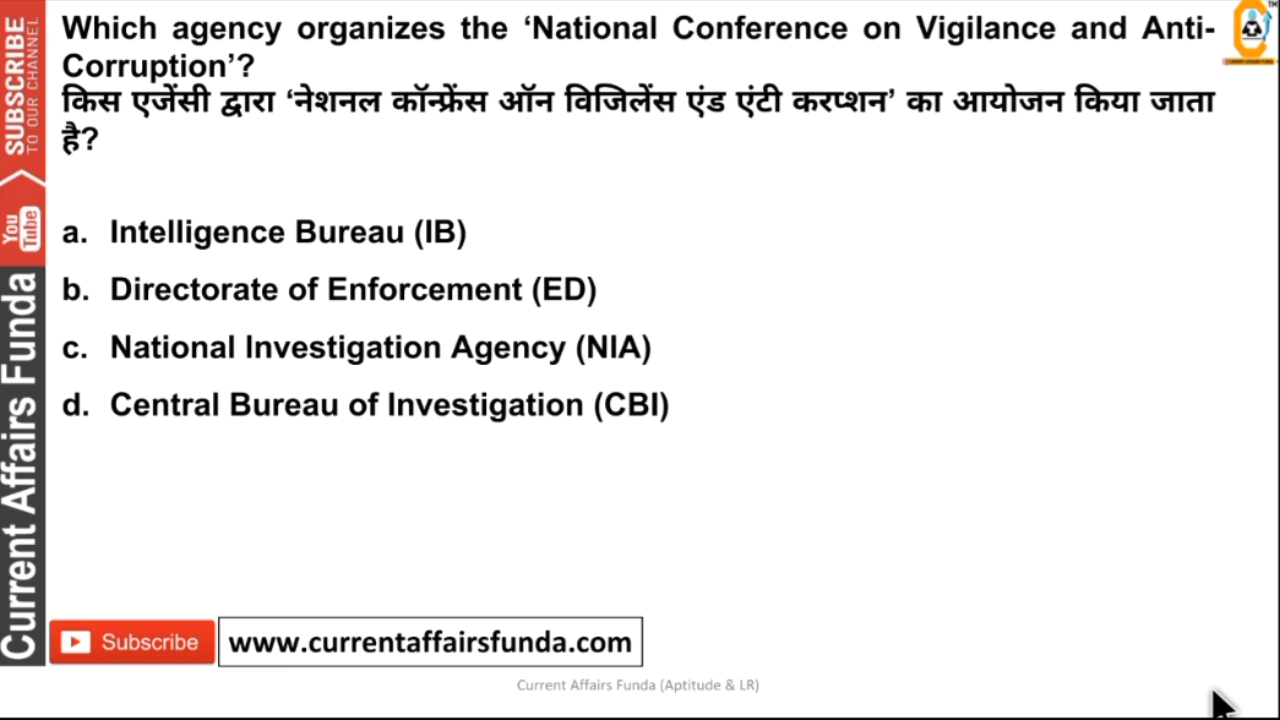 Which agency organizes the ‘National Conference on Vigilance and Anti-
Corruption’?
किस एजेंसी द्वारा ‘नेशनल कॉन्फ्रेंस ऑन विजिलेंस एंड एंटी करप्शन’ का आयोजन किया जाता
है?
a. Intelligence Bureau (IB)
b. Directorate of Enforcement (ED)
c. National Investigation Agency (NIA)
d. Central Bureau of Investigation (CBI)
SUBSCRIBE
TO OUR CHANNEL
You
Tube
Current Affairs Funda
Subscribe
www.currentaffairsfunda.com
Current Affairs Funda (Aptitude & LR)